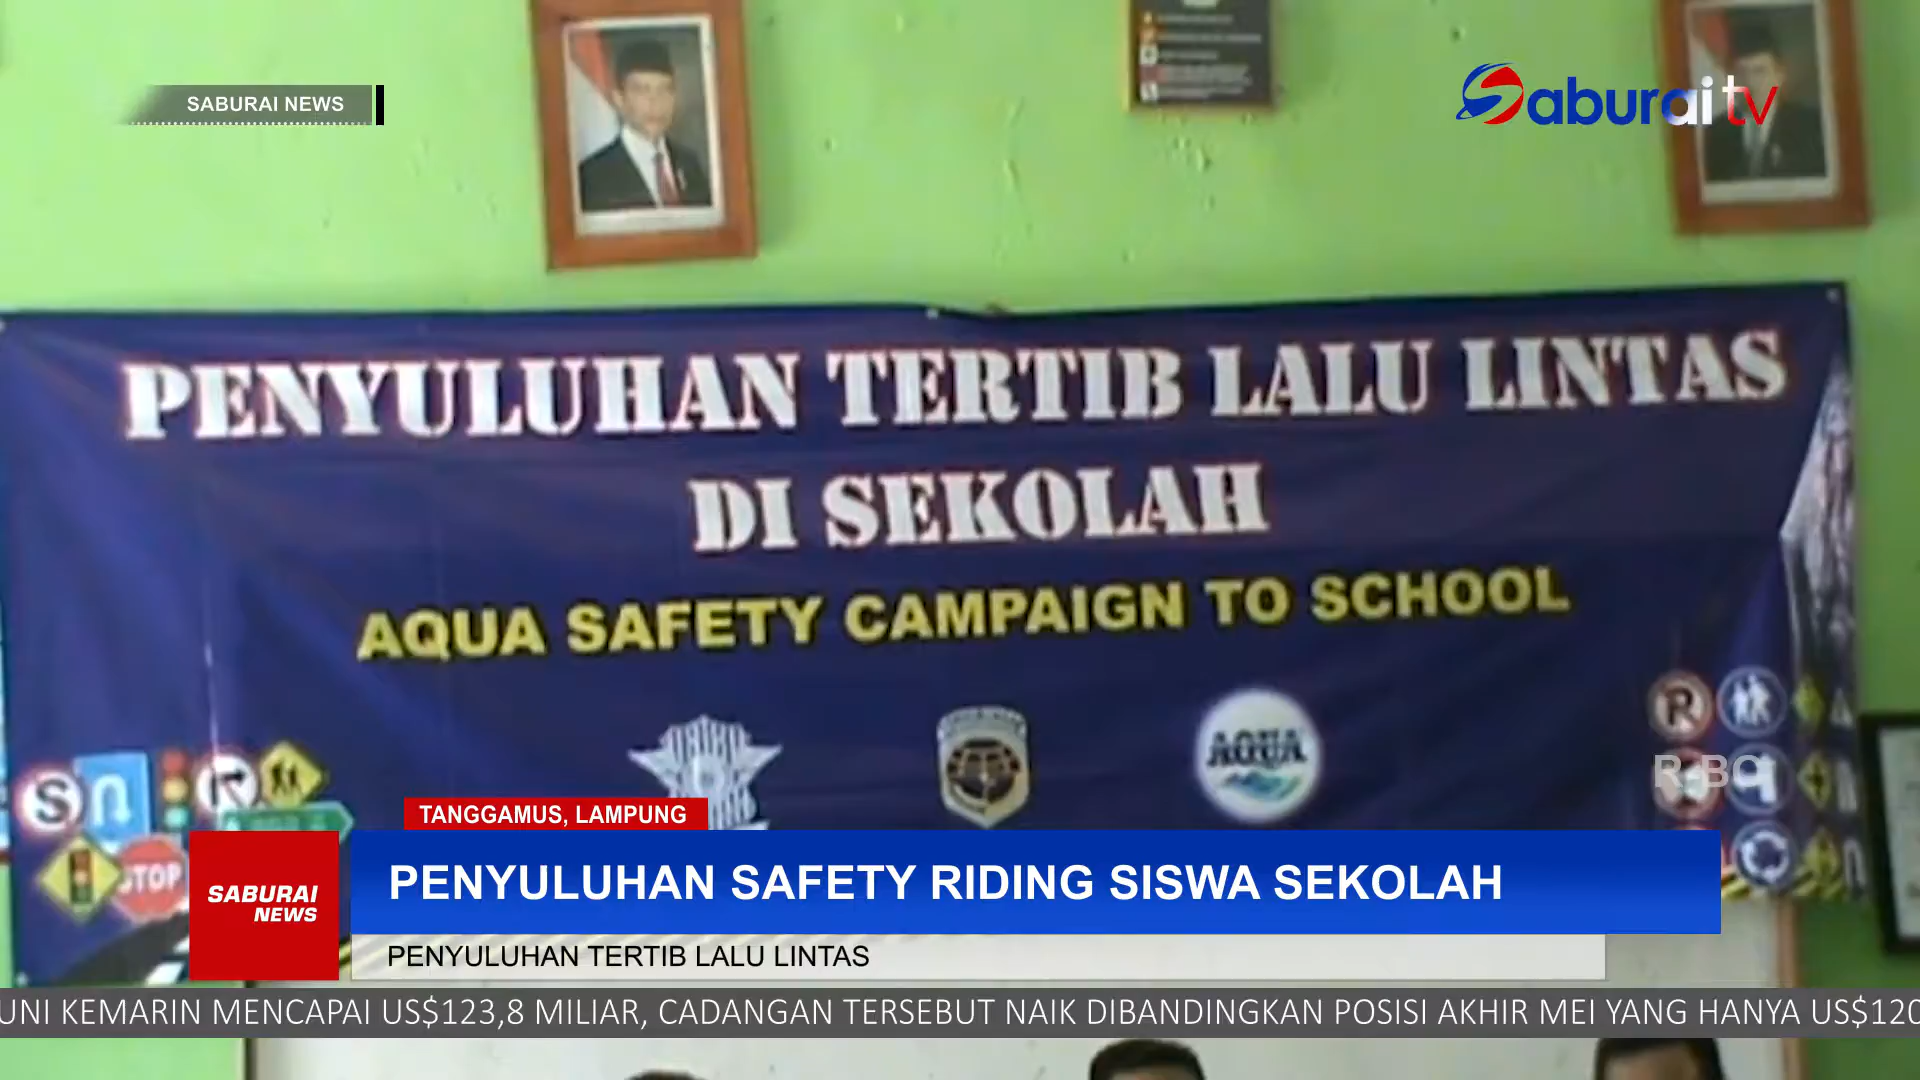 SABURAI NEWS
Saburai tv
PENYULUHAN TERTIB LALU LINTAS
DI SEKOLAH
AQUA SAFETY CAMPAIGN TO SCHOOL
AQUA
S
STOP
TANGGAMUS, LAMPUNG
SABURAI
NEWS
PENYULUHAN SAFETY RIDING SISWA SEKOLAH
PENYULUHAN TERTIB LALU LINTAS
UNI KEMARIN MENCAPAI US$123,8 MILIAR, CADANGAN TERSEBUT NAIK DIBANDINGKAN POSISI AKHIR MEI YANG HANYA US$120